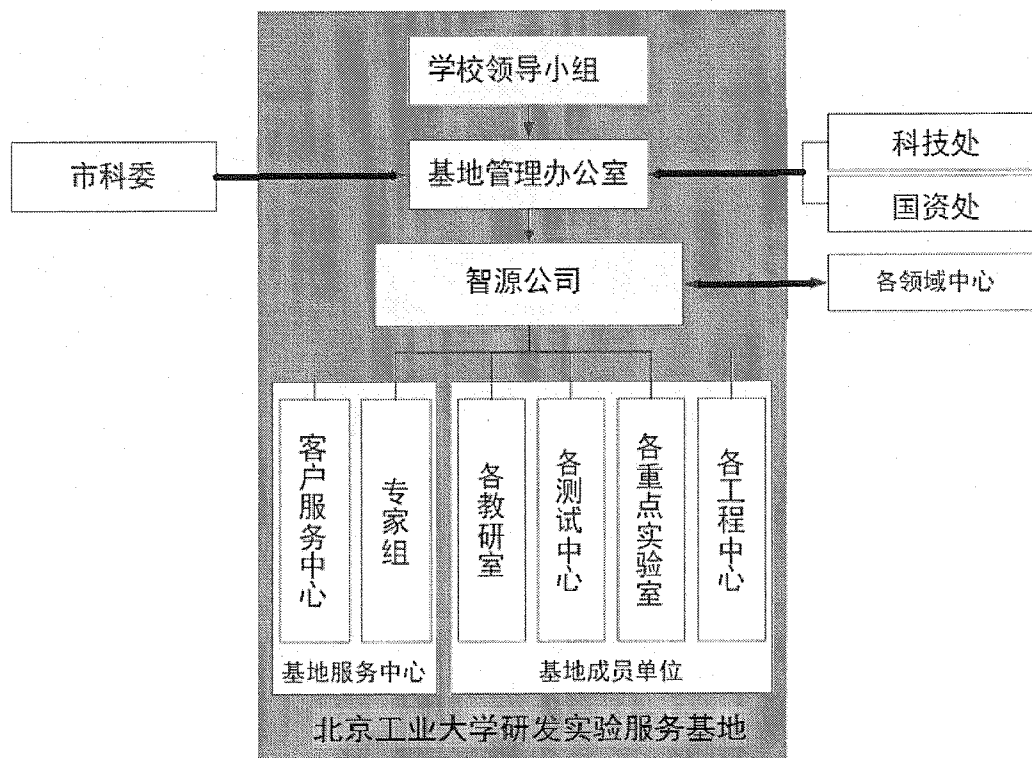 学校领导小组
市科委
基地管理办公室
科技处
国资处
智源公司
各领域中心
客户服务中心
专家组
各教研室
各测试中心
各重点实验室
各工程中心
基地服务中心
基地成员单位
北京工业大学研发实验服务基地